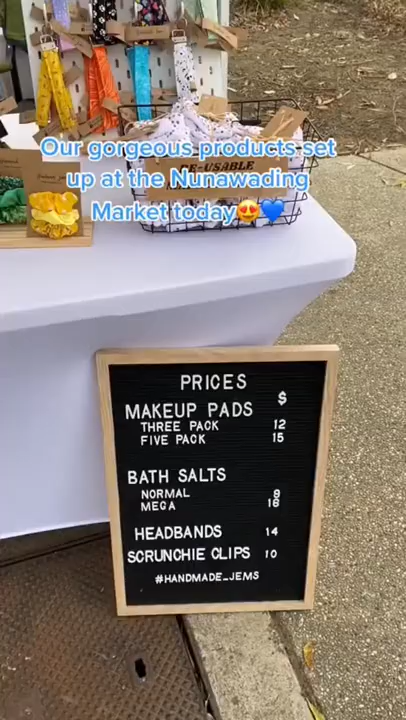 Our gorgeous products set
up at the Nunawading
Market today😍💙
RE-USABLE
PRICES
$
MAKEUP PADS
THREE PACK 12
FIVE PACK 15
BATH SALTS
NORMAL 9
MEGA 16
HEADBANDS 14
SCRUNCHIE CLIPS 10
#HANDMADE_JEMS